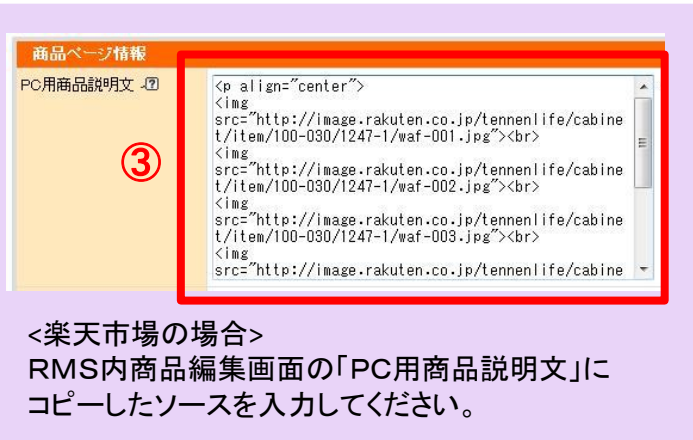 商品ページ情報
PC用商品説明文
?
③
<p align="center">
<img
src="http://image.rakuten.co.jp/tennenlife/cabine
t/item/100-030/1247-1/waf-001.jpg"><br>
<img
src="http://image.rakuten.co.jp/tennenlife/cabine
t/item/100-030/1247-1/waf-002.jpg"><br>
<img
src="http://image.rakuten.co.jp/tennenlife/cabine
t/item/100-030/1247-1/waf-003.jpg"><br>
<img
src="http://image.rakuten.co.jp/tennenlife/cabine
<楽天市場の場合>
RMS内商品編集画面の「PC用商品説明文」に
コピーしたソースを入力してください。